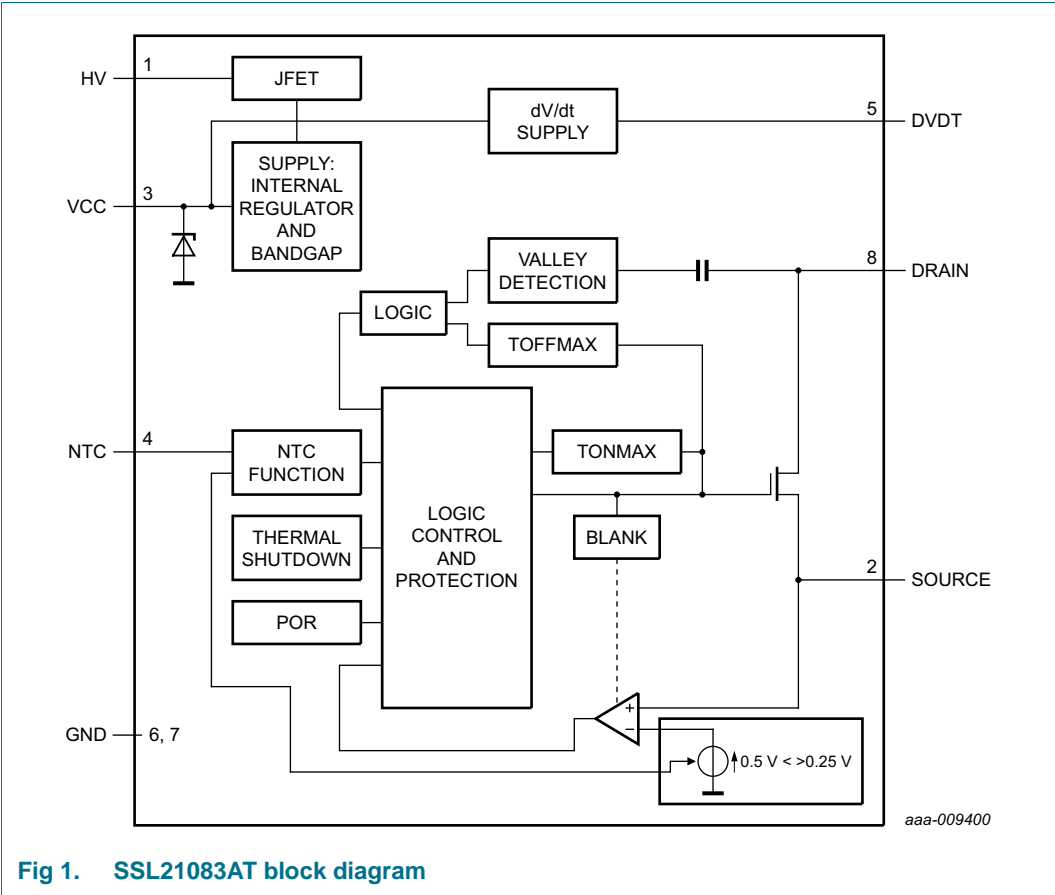 HV
1
JFET
dV/dt
SUPPLY
5
DVDT
SUPPLY:
INTERNAL
REGULATOR
AND
BANDGAP
VCC
3
VALLEY
DETECTION
8
DRAIN
LOGIC
TOFFMAX
NTC
4
NTC
FUNCTION
TONMAX
LOGIC
CONTROL
AND
PROTECTION
THERMAL
SHUTDOWN
BLANK
2
SOURCE
POR
+
−
GND
6, 7
0.5 V < >0.25 V
aaa-009400
Fig 1. SSL21083AT block diagram